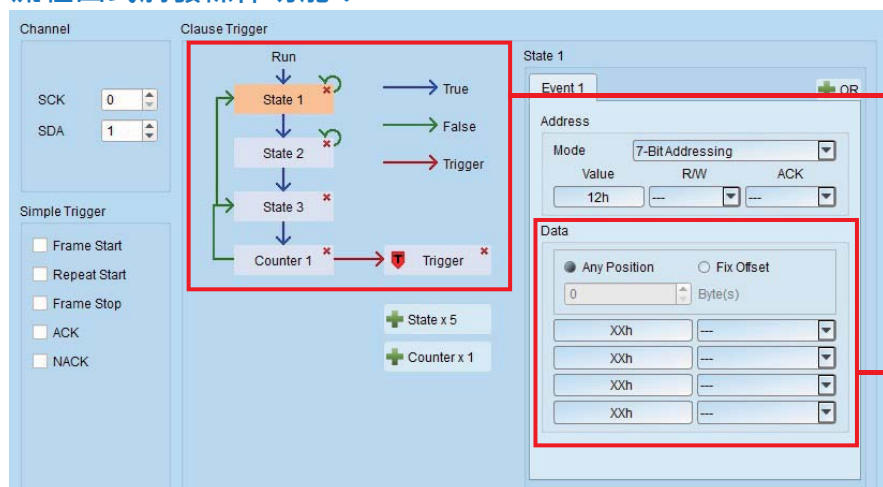 Channel
SCK 0
SDA 1
Simple Trigger
Frame Start
Repeat Start
Frame Stop
ACK
NACK
Clause Trigger
Run
State 1
State 2
State 3
Counter 1
T Trigger
True
False
Trigger
State x 5
Counter x 1
State 1
Event 1
OR
Address
Mode 7-Bit Addressing
Value R/W ACK
12h --- ---
Data
Any Position Fix Offset
0 Byte(s)
XXh ---
XXh ---
XXh ---
XXh ---